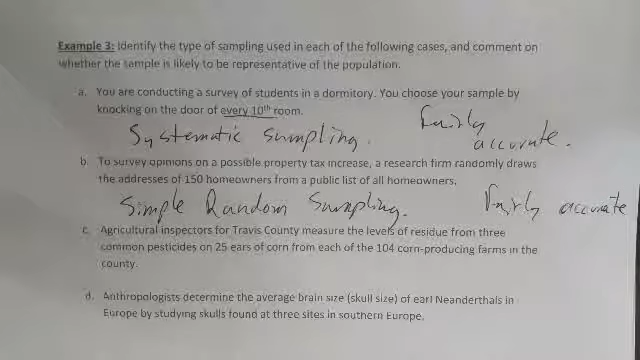 Example 3: Identify the type of sampling used in each of the following cases, and comment on
whether the sample is likely to be representative of the population.
a. You are conducting a survey of students in a dormitory. You choose your sample by
knocking on the door of every 10th room.
Fairly
Systematic Sampling.
accurate.
b. To survey opinions on a possible property tax increase, a research firm randomly draws
the addresses of 150 homeowners from a public list of all homeowners.
Simple Random Sampling. Fairly accurate
c. Agricultural inspectors for Travis County measure the levels of residue from three
common pesticides on 25 ears of corn from each of the 104 corn-producing farms in the
county.
d. Anthropologists determine the average brain size (skull size) of earl Neanderthals in
Europe by studying skulls found at three sites in southern Europe.